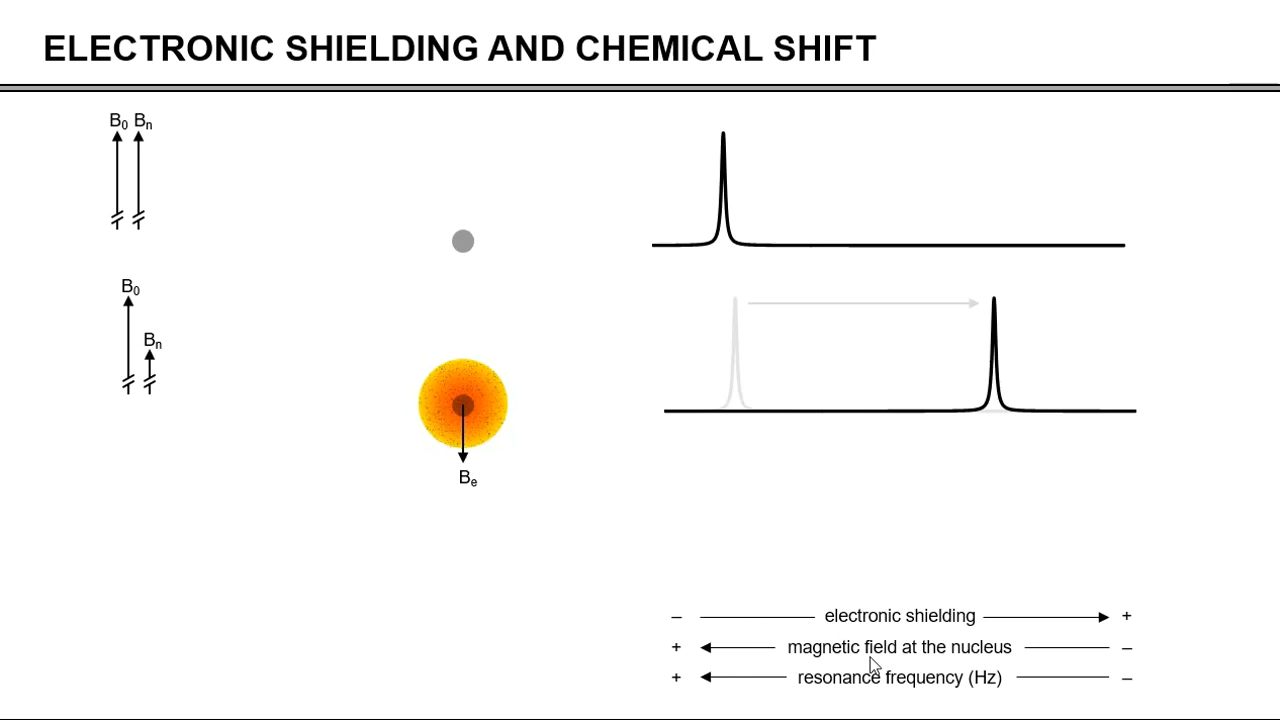 ELECTRONIC SHIELDING AND CHEMICAL SHIFT
B₀ Bₙ
B₀
Bₙ
Bₑ
– electronic shielding +
+ magnetic field at the nucleus –
+ resonance frequency (Hz) –